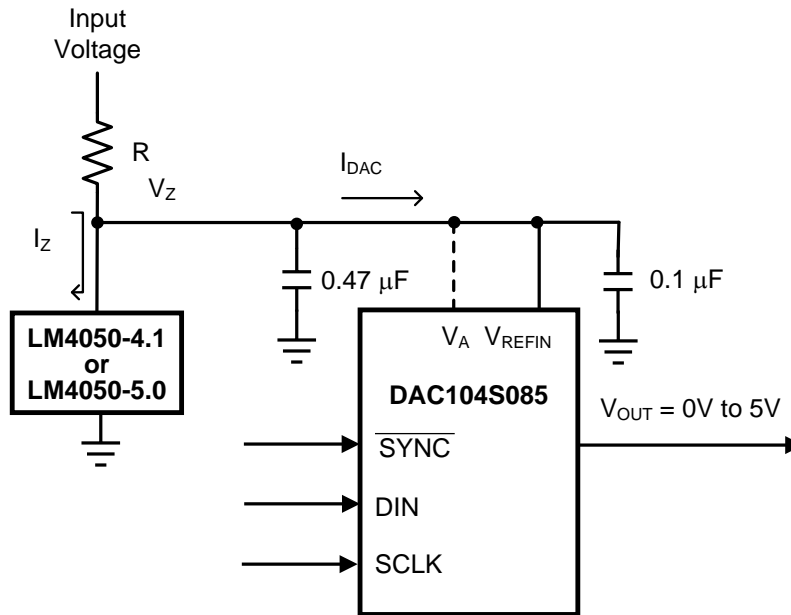 Input
Voltage
R
V_Z
I_DAC
I_Z
0.47 μF
0.1 μF
LM4050-4.1
or
LM4050-5.0
V_A V_REFIN
DAC104S085
V_OUT = 0V to 5V
SYNC
DIN
SCLK